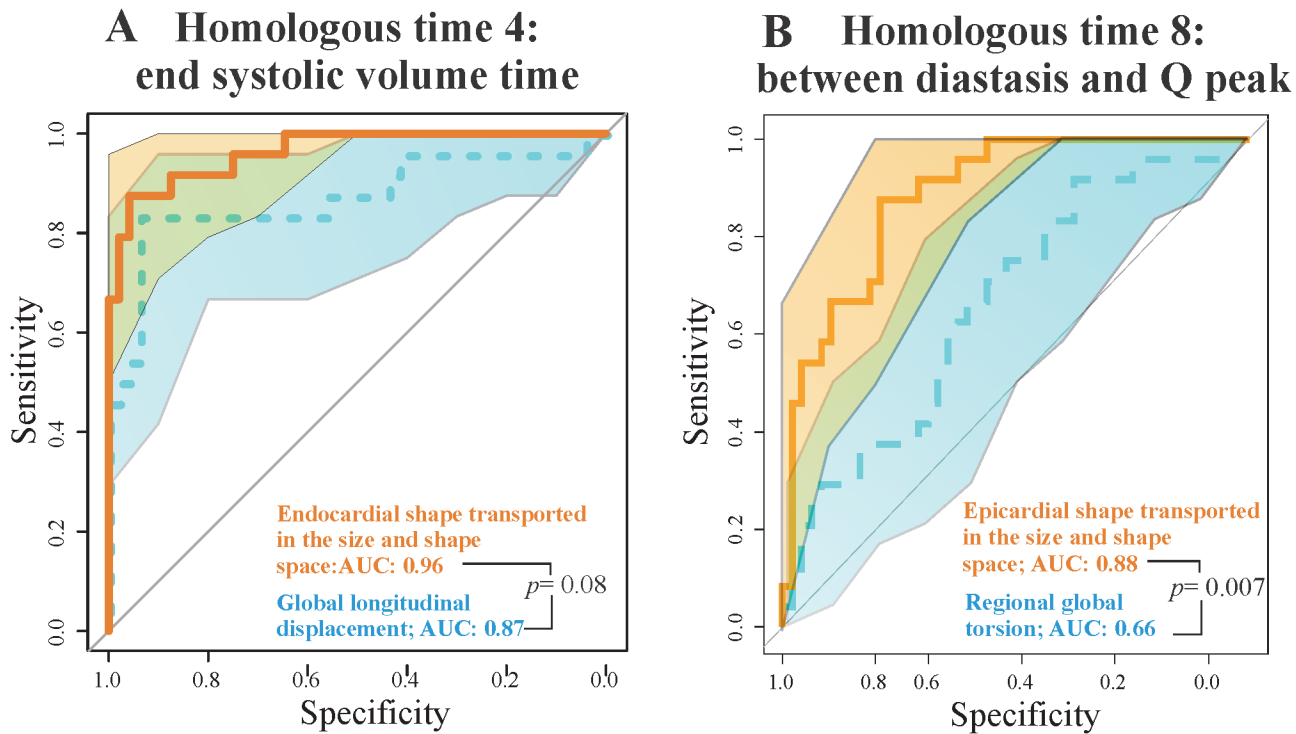 A Homologous time 4:
end systolic volume time
1.0
0.8
0.6
0.4
0.2
0.0
Sensitivity
Endocardial shape transported
in the size and shape
space:AUC: 0.96
p= 0.08
Global longitudinal
displacement; AUC: 0.87
1.0 0.8 0.6 0.4 0.2 0.0
Specificity
B Homologous time 8:
between diastasis and Q peak
1.0
0.8
0.6
0.4
0.2
0.0
Sensitivity
Epicardial shape transported
in the size and shape
space; AUC: 0.88
p= 0.007
Regional global
torsion; AUC: 0.66
1.0 0.8 0.6 0.4 0.2 0.0
Specificity